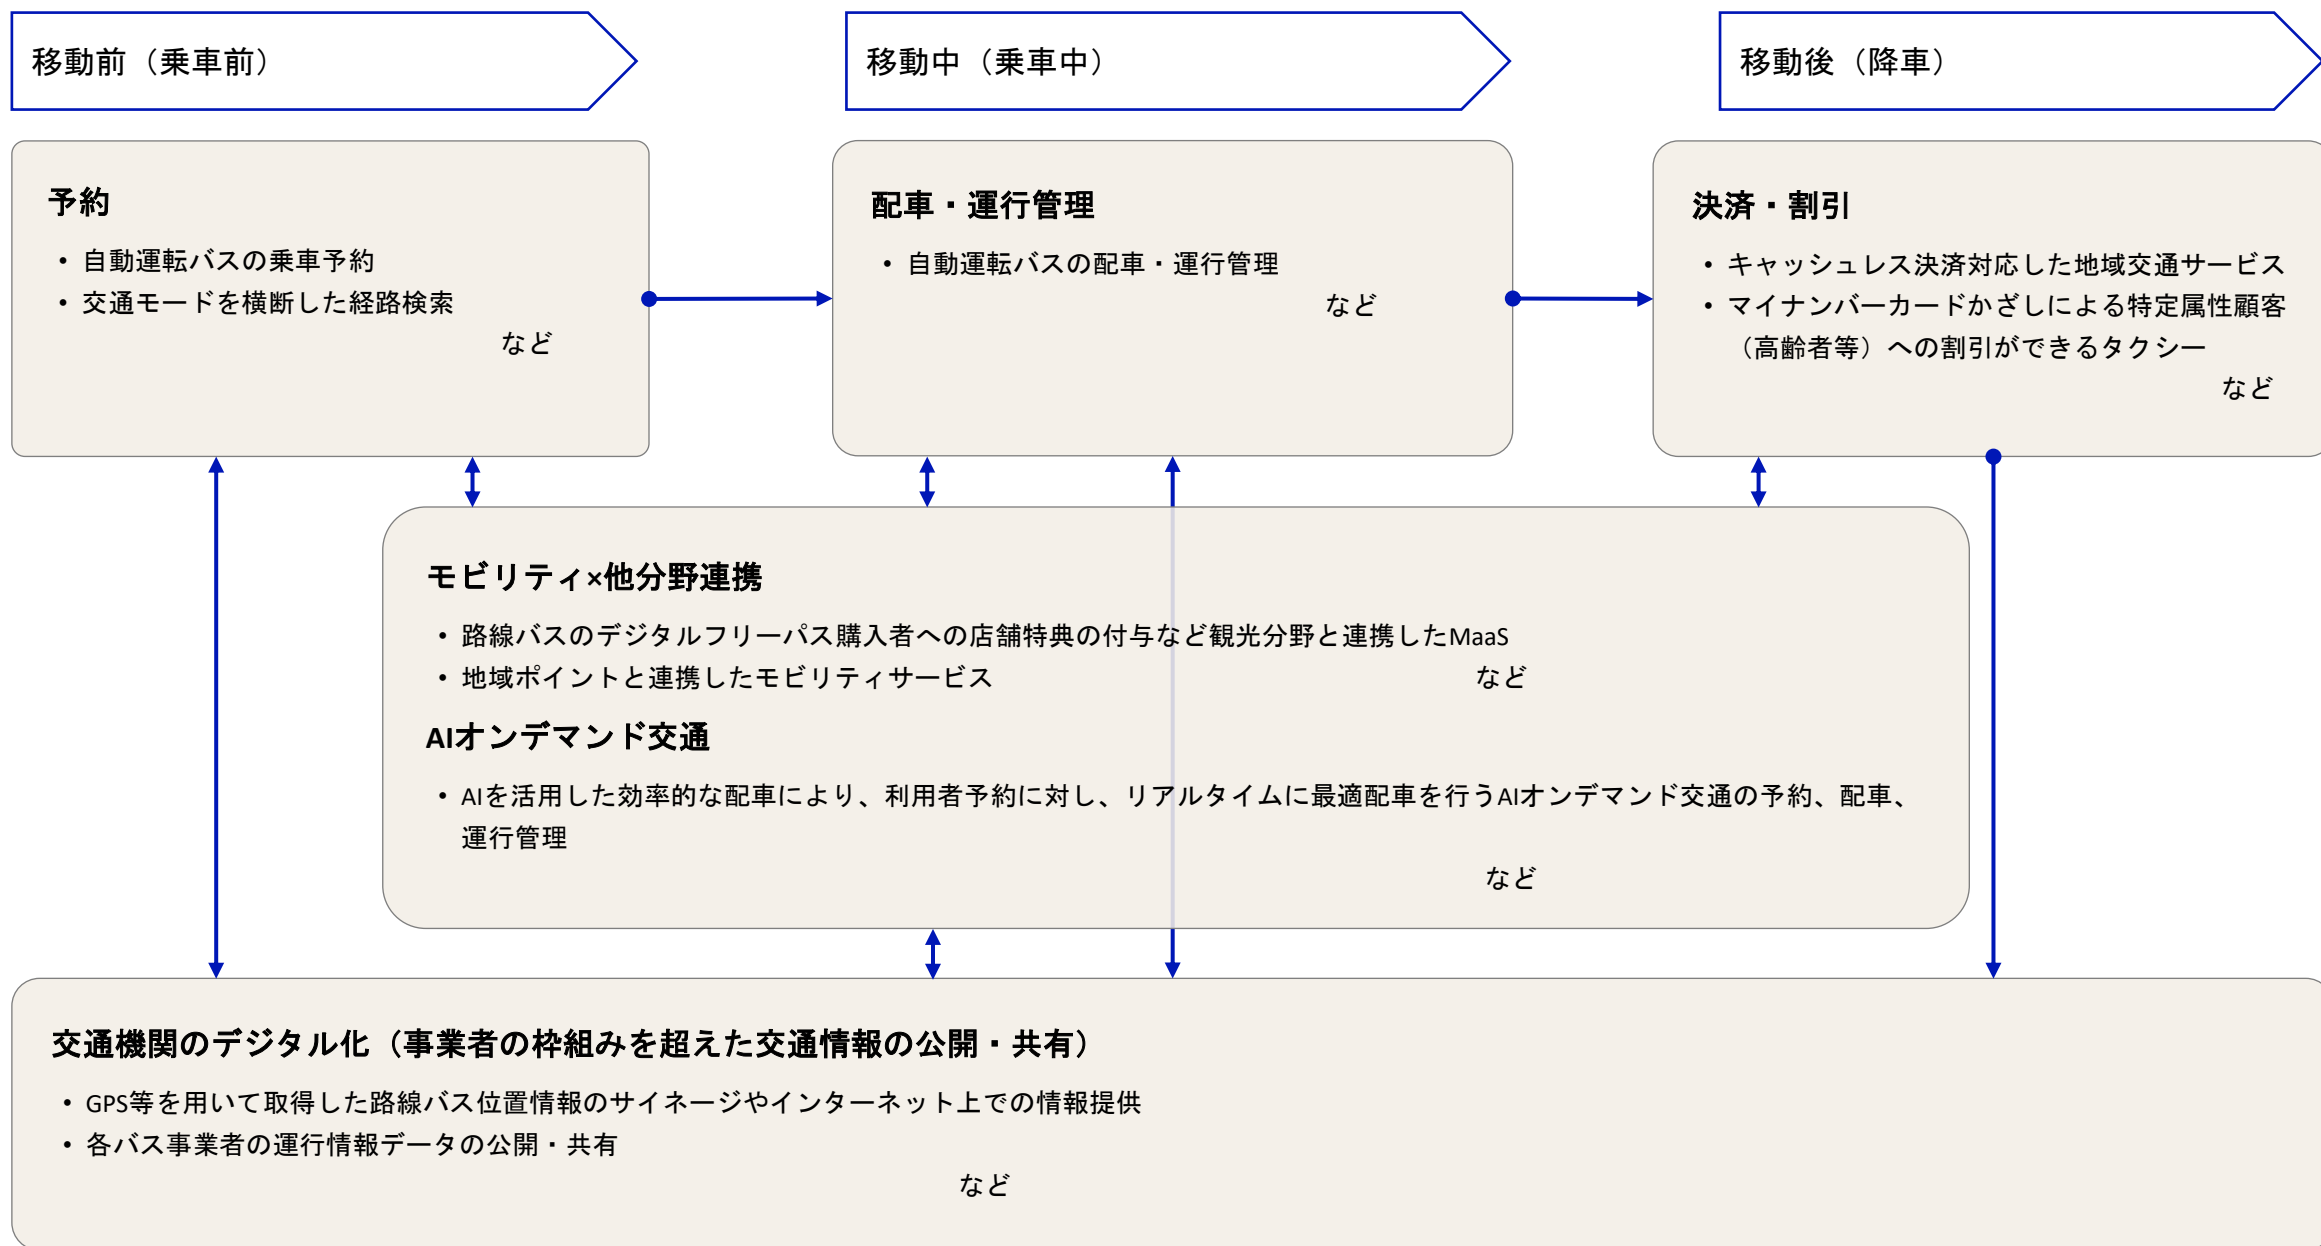 移動前（乗車前）
移動中（乗車中）
移動後（降車）
予約
• 自動運転バスの乗車予約
• 交通モードを横断した経路検索
など
配車・運行管理
• 自動運転バスの配車・運行管理
など
決済・割引
• キャッシュレス決済対応した地域交通サービス
• マイナンバーカードかざしによる特定属性顧客
（高齢者等）への割引ができるタクシー
など
モビリティ×他分野連携
• 路線バスのデジタルフリーパス購入者への店舗特典の付与など観光分野と連携したMaaS
• 地域ポイントと連携したモビリティサービス など
AIオンデマンド交通
• AIを活用した効率的な配車により、利用者予約に対し、リアルタイムに最適配車を行うAIオンデマンド交通の予約、配車、
運行管理
など
交通機関のデジタル化（事業者の枠組みを超えた交通情報の公開・共有）
• GPS等を用いて取得した路線バス位置情報のサイネージやインターネット上での情報提供
• 各バス事業者の運行情報データの公開・共有
など